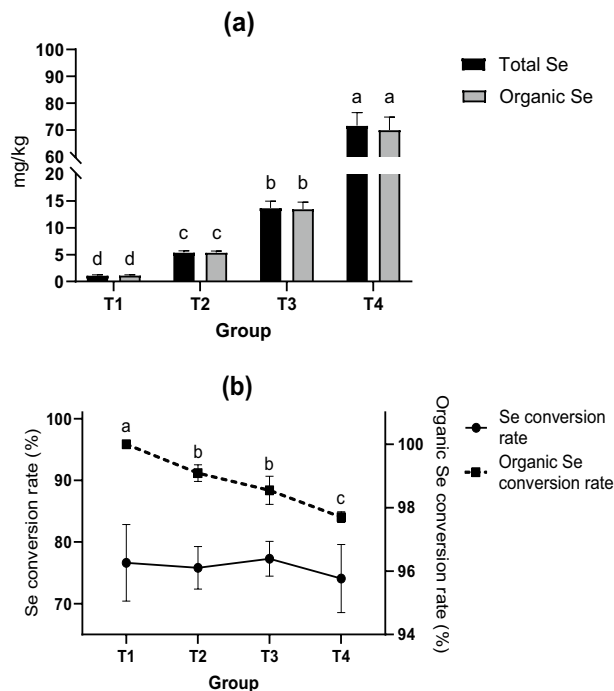 (a)
Total Se
Organic Se
mg/kg
100
90
80
70
60
20
15
10
5
0
d d
c c
b b
a a
T1 T2 T3 T4
Group
(b)
Se conversion rate (%)
100
90
80
70
a
b
b
c
T1 T2 T3 T4
Group
100
98
96
94
Organic Se conversion rate (%)
Se conversion
rate
Organic Se
conversion rate